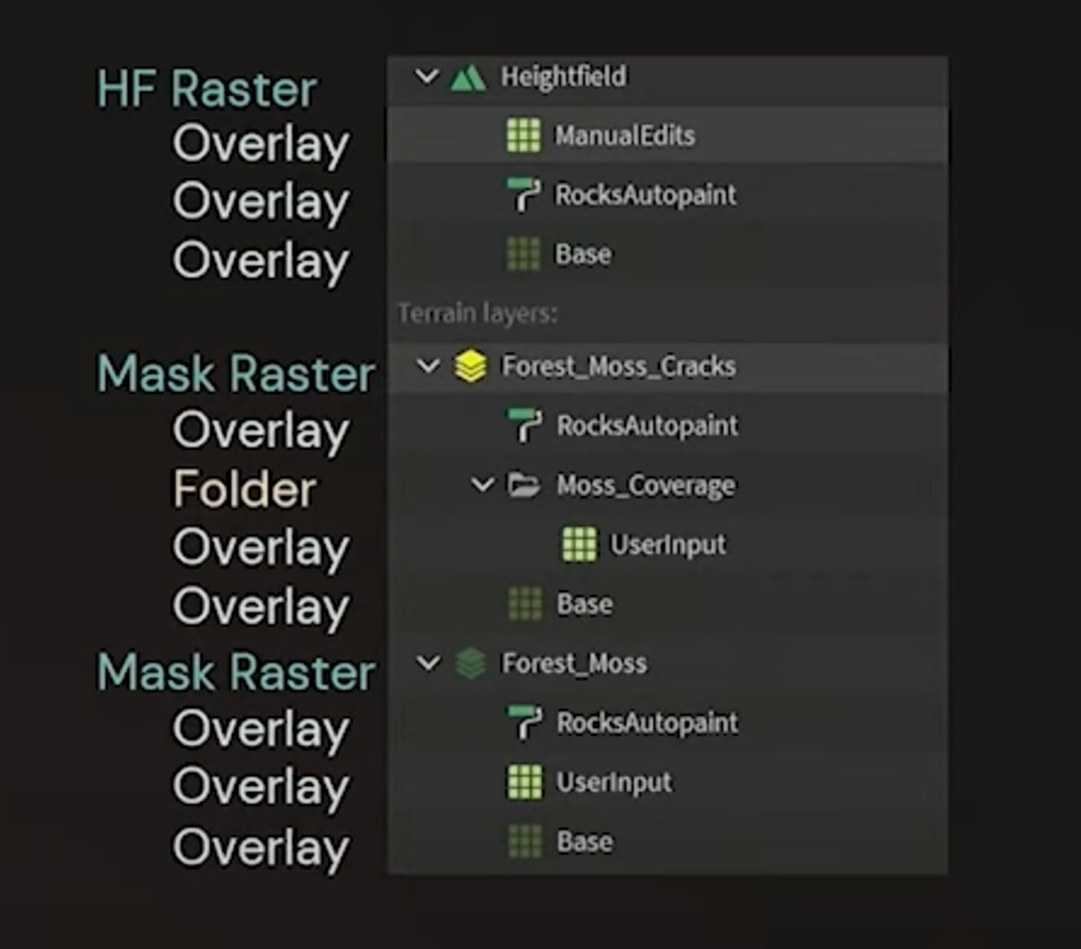 HF Raster Heightfield
Overlay ManualEdits
Overlay RocksAutopaint
Overlay Base
Terrain layers:
Mask Raster Forest_Moss_Cracks
Overlay RocksAutopaint
Folder Moss_Coverage
Overlay UserInput
Overlay Base
Mask Raster Forest_Moss
Overlay RocksAutopaint
Overlay UserInput
Overlay Base